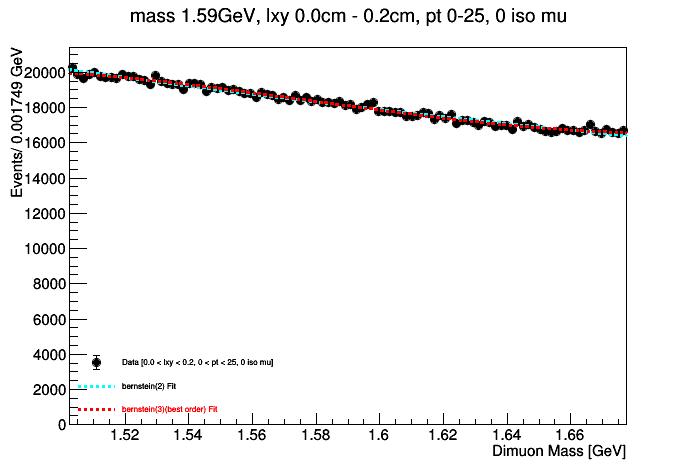 mass 1.59GeV, lxy 0.0cm - 0.2cm, pt 0-25, 0 iso mu
Events/ 0.001749 GeV
20000
18000
16000
14000
12000
10000
8000
6000
4000
2000
0
Data [0.0 < lxy < 0.2, 0 < pt < 25, 0 iso mu]
bernstein(2) Fit
bernstein(3)(best order) Fit
1.52 1.54 1.56 1.58 1.6 1.62 1.64 1.66
Dimuon Mass [GeV]